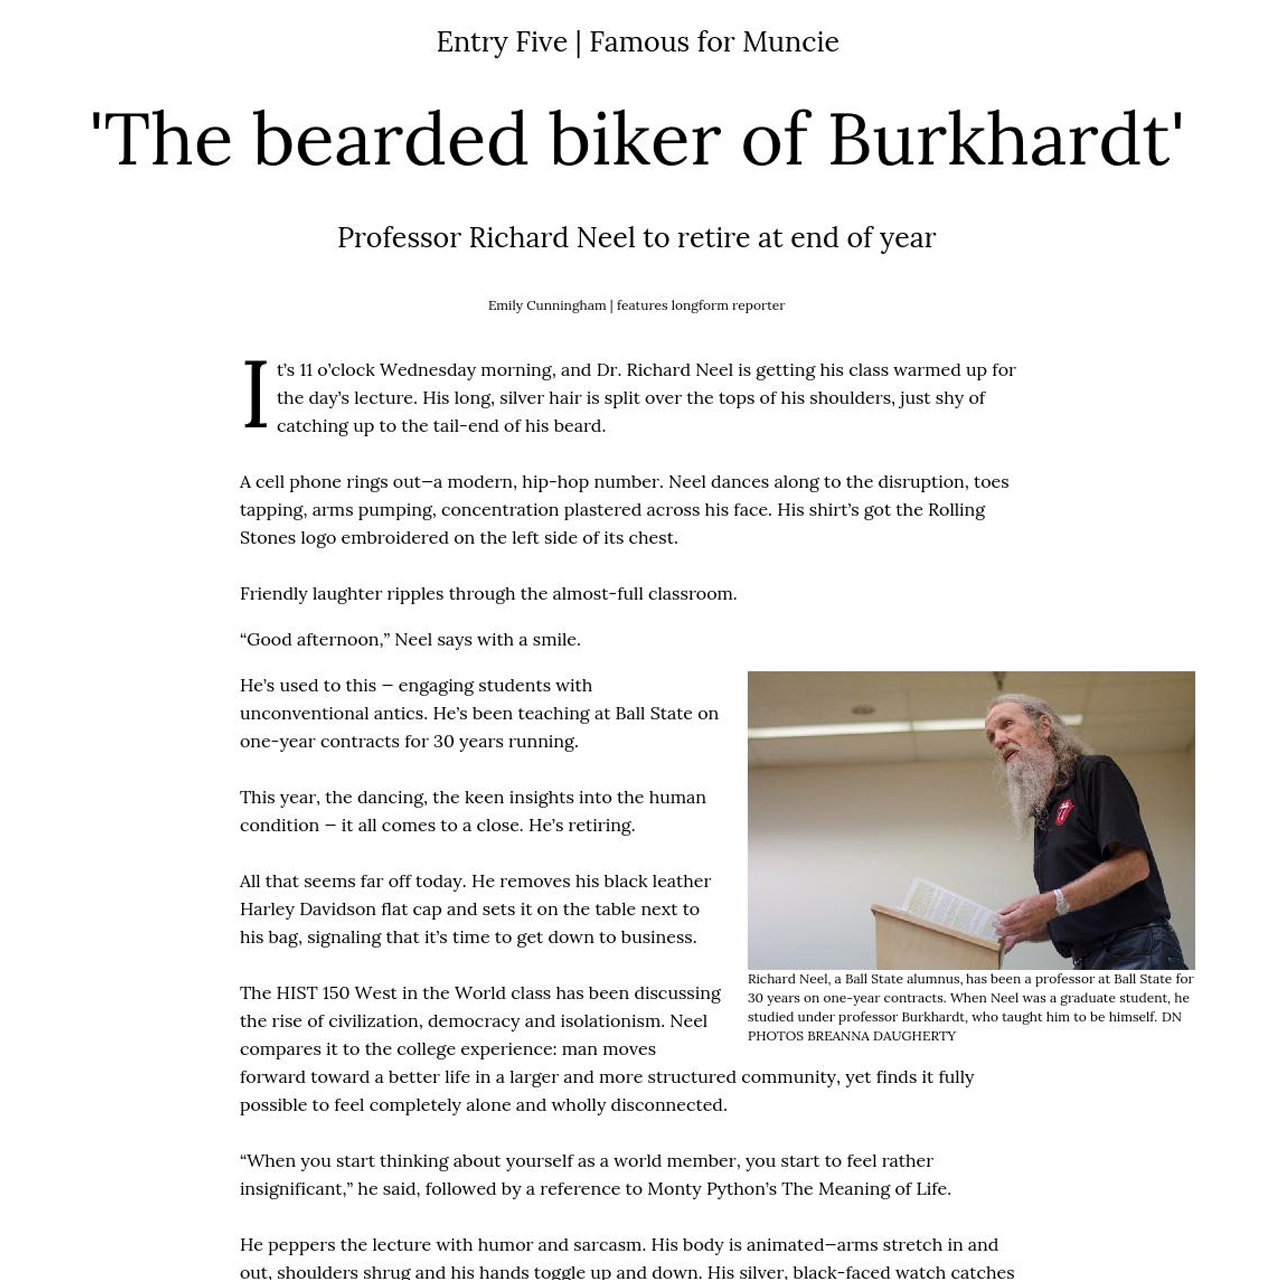 Entry Five | Famous for Muncie
'The bearded biker of Burkhardt'
Professor Richard Neel to retire at end of year
Emily Cunningham | features longform reporter
It’s 11 o’clock Wednesday morning, and Dr. Richard Neel is getting his class warmed up for
the day’s lecture. His long, silver hair is split over the tops of his shoulders, just shy of
catching up to the tail-end of his beard.
A cell phone rings out—a modern, hip-hop number. Neel dances along to the disruption, toes
tapping, arms pumping, concentration plastered across his face. His shirt’s got the Rolling
Stones logo embroidered on the left side of its chest.
Friendly laughter ripples through the almost-full classroom.
“Good afternoon,” Neel says with a smile.
He’s used to this — engaging students with
unconventional antics. He’s been teaching at Ball State on
one-year contracts for 30 years running.
This year, the dancing, the keen insights into the human
condition — it all comes to a close. He’s retiring.
All that seems far off today. He removes his black leather
Harley Davidson flat cap and sets it on the table next to
his bag, signaling that it’s time to get down to business.
Richard Neel, a Ball State alumnus, has been a professor at Ball State for
30 years on one-year contracts. When Neel was a graduate student, he
studied under professor Burkhardt, who taught him to be himself. DN
PHOTOS BREANNA DAUGHERTY
The HIST 150 West in the World class has been discussing
the rise of civilization, democracy and isolationism. Neel
compares it to the college experience: man moves
forward toward a better life in a larger and more structured community, yet finds it fully
possible to feel completely alone and wholly disconnected.
“When you start thinking about yourself as a world member, you start to feel rather
insignificant,” he said, followed by a reference to Monty Python’s The Meaning of Life.
He peppers the lecture with humor and sarcasm. His body is animated—arms stretch in and
out, shoulders shrug and his hands toggle up and down. His silver, black-faced watch catches